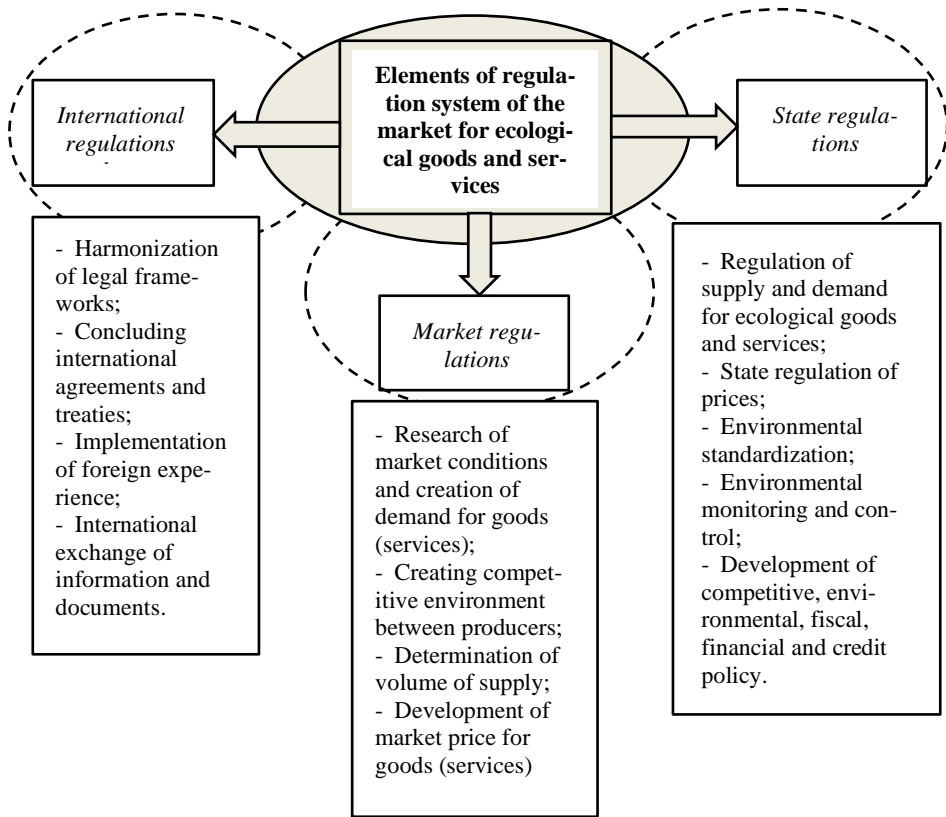 Elements of regula-
tion system of the
market for ecologi-
cal goods and ser-
vices
International
regulations
State regula-
tions
Market regu-
lations
- Harmonization
of legal frame-
works;
- Concluding
international
agreements and
treaties;
- Implementation
of foreign expe-
rience;
- International
exchange of
information and
documents.
- Research of
market conditions
and creation of
demand for goods
(services);
- Creating compet-
itive environment
between producers;
- Determination of
volume of supply;
- Development of
market price for
goods (services)
- Regulation of
supply and demand
for ecological goods
and services;
- State regulation of
prices;
- Environmental
standardization;
- Environmental
monitoring and con-
trol;
- Development of
competitive, envi-
ronmental, fiscal,
financial and credit
policy.